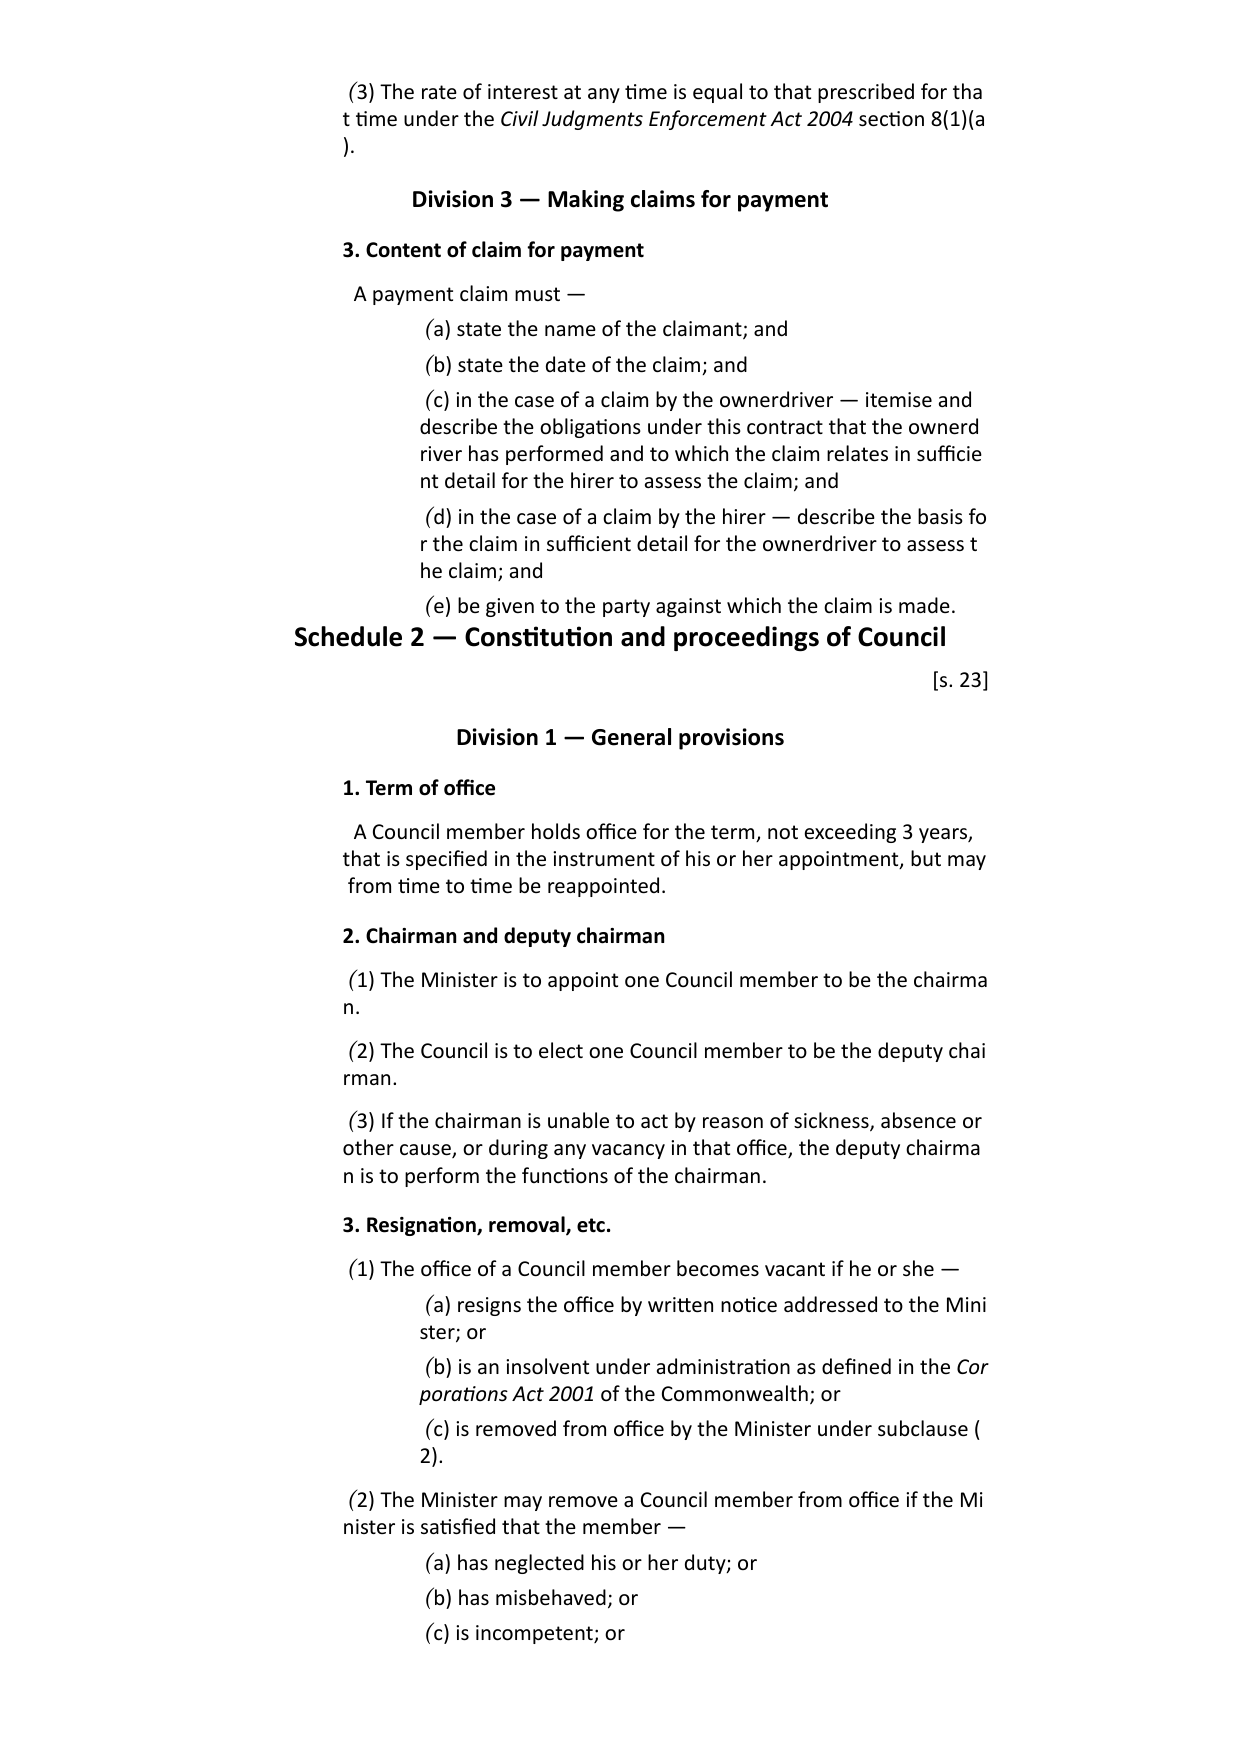 (3) The rate of interest at any time is equal to that prescribed for tha
t time under the Civil Judgments Enforcement Act 2004 section 8(1)(a
).
Division 3 — Making claims for payment
3. Content of claim for payment
A payment claim must —
(a) state the name of the claimant; and
(b) state the date of the claim; and
(c) in the case of a claim by the ownerdriver — itemise and
describe the obligations under this contract that the ownerd
river has performed and to which the claim relates in sufficie
nt detail for the hirer to assess the claim; and
(d) in the case of a claim by the hirer — describe the basis fo
r the claim in sufficient detail for the ownerdriver to assess t
he claim; and
(e) be given to the party against which the claim is made.
Schedule 2 — Constitution and proceedings of Council
[s. 23]
Division 1 — General provisions
1. Term of office
A Council member holds office for the term, not exceeding 3 years,
that is specified in the instrument of his or her appointment, but may
from time to time be reappointed.
2. Chairman and deputy chairman
(1) The Minister is to appoint one Council member to be the chairma
n.
(2) The Council is to elect one Council member to be the deputy chai
rman.
(3) If the chairman is unable to act by reason of sickness, absence or
other cause, or during any vacancy in that office, the deputy chairma
n is to perform the functions of the chairman.
3. Resignation, removal, etc.
(1) The office of a Council member becomes vacant if he or she —
(a) resigns the office by written notice addressed to the Mini
ster; or
(b) is an insolvent under administration as defined in the Cor
porations Act 2001 of the Commonwealth; or
(c) is removed from office by the Minister under subclause (
2).
(2) The Minister may remove a Council member from office if the Mi
nister is satisfied that the member —
(a) has neglected his or her duty; or
(b) has misbehaved; or
(c) is incompetent; or